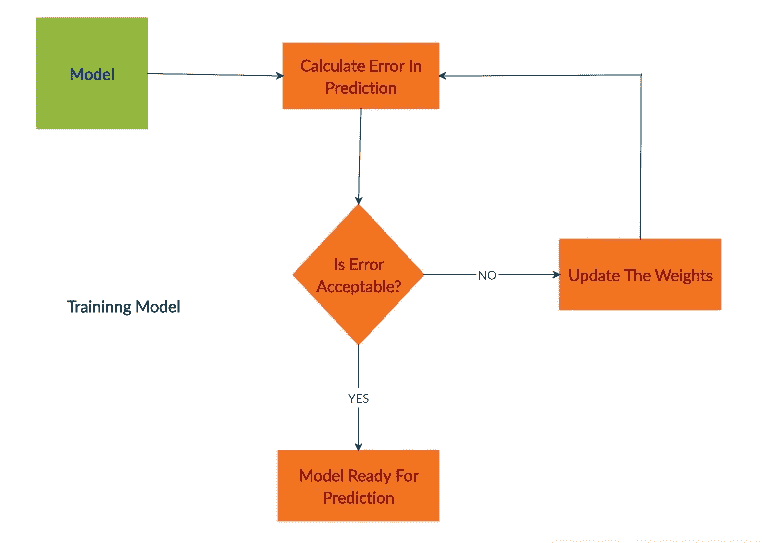 Model
Calculate Error In
Prediction
Is Error
Acceptable?
NO
Update The Weights
Traininng Model
YES
Model Ready For
Prediction